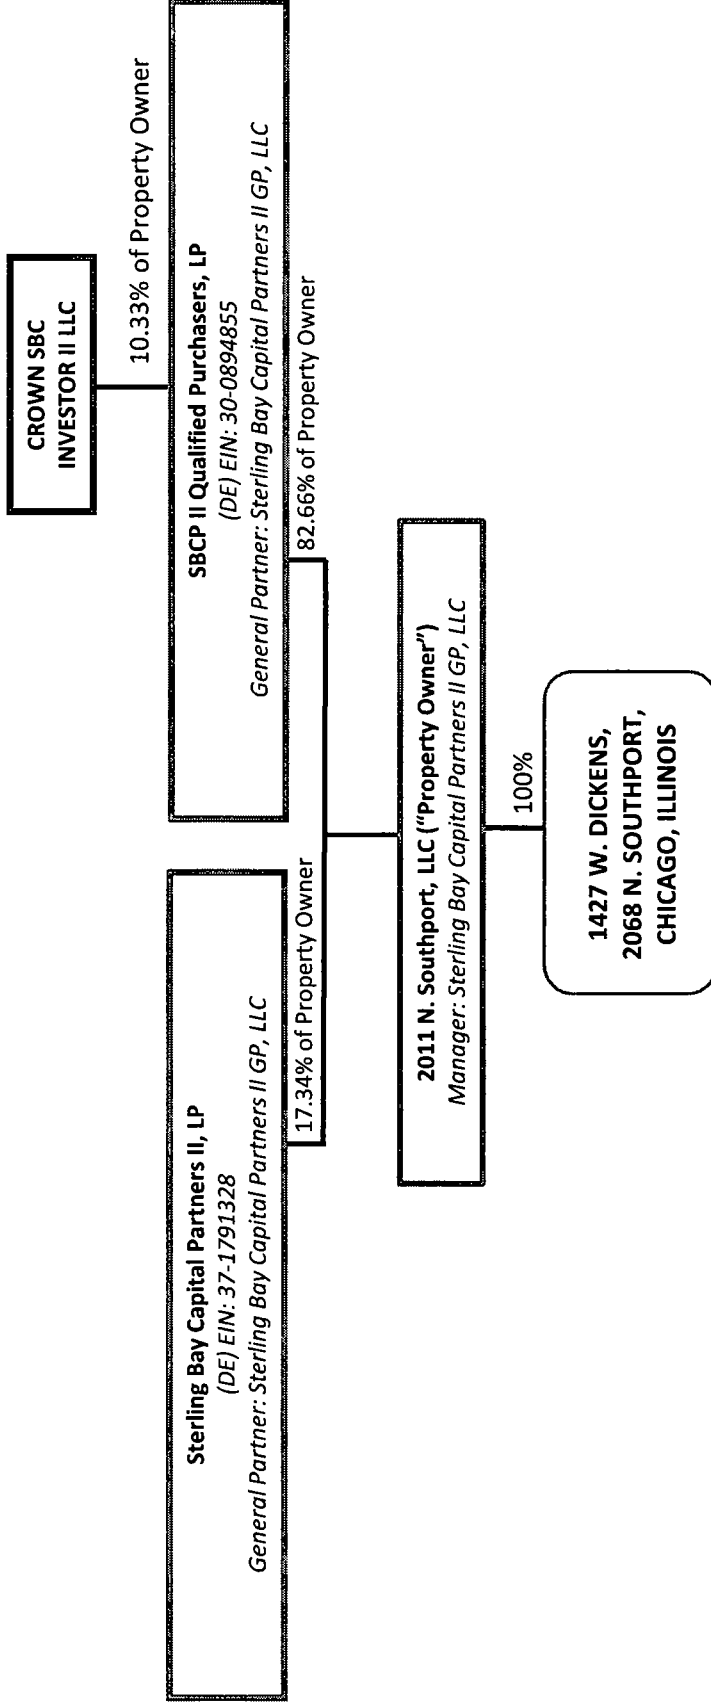 CROWN SBC
INVESTOR II LLC
10.33% of Property Owner
Sterling Bay Capital Partners II, LP
(DE) EIN: 37-1791328
General Partner: Sterling Bay Capital Partners II GP, LLC
SBCP II Qualified Purchasers, LP
(DE) EIN: 30-0894855
General Partner: Sterling Bay Capital Partners II GP, LLC
17.34% of Property Owner
82.66% of Property Owner
2011 N. Southport, LLC (“Property Owner”)
Manager: Sterling Bay Capital Partners II GP, LLC
100%
1427 W. DICKENS,
2068 N. SOUTHPORT,
CHICAGO, ILLINOIS